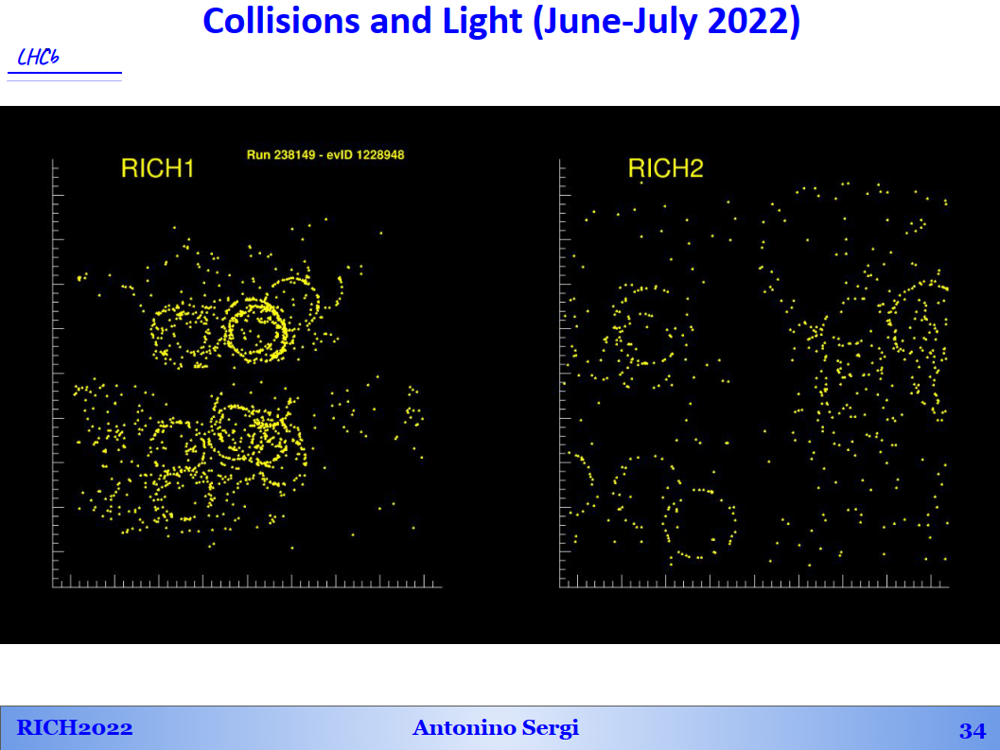 Collisions and Light (June-July 2022)
LHCb
RICH1
Run 238149 - evID 1228948
RICH2
RICH2022
Antonino Sergi
34